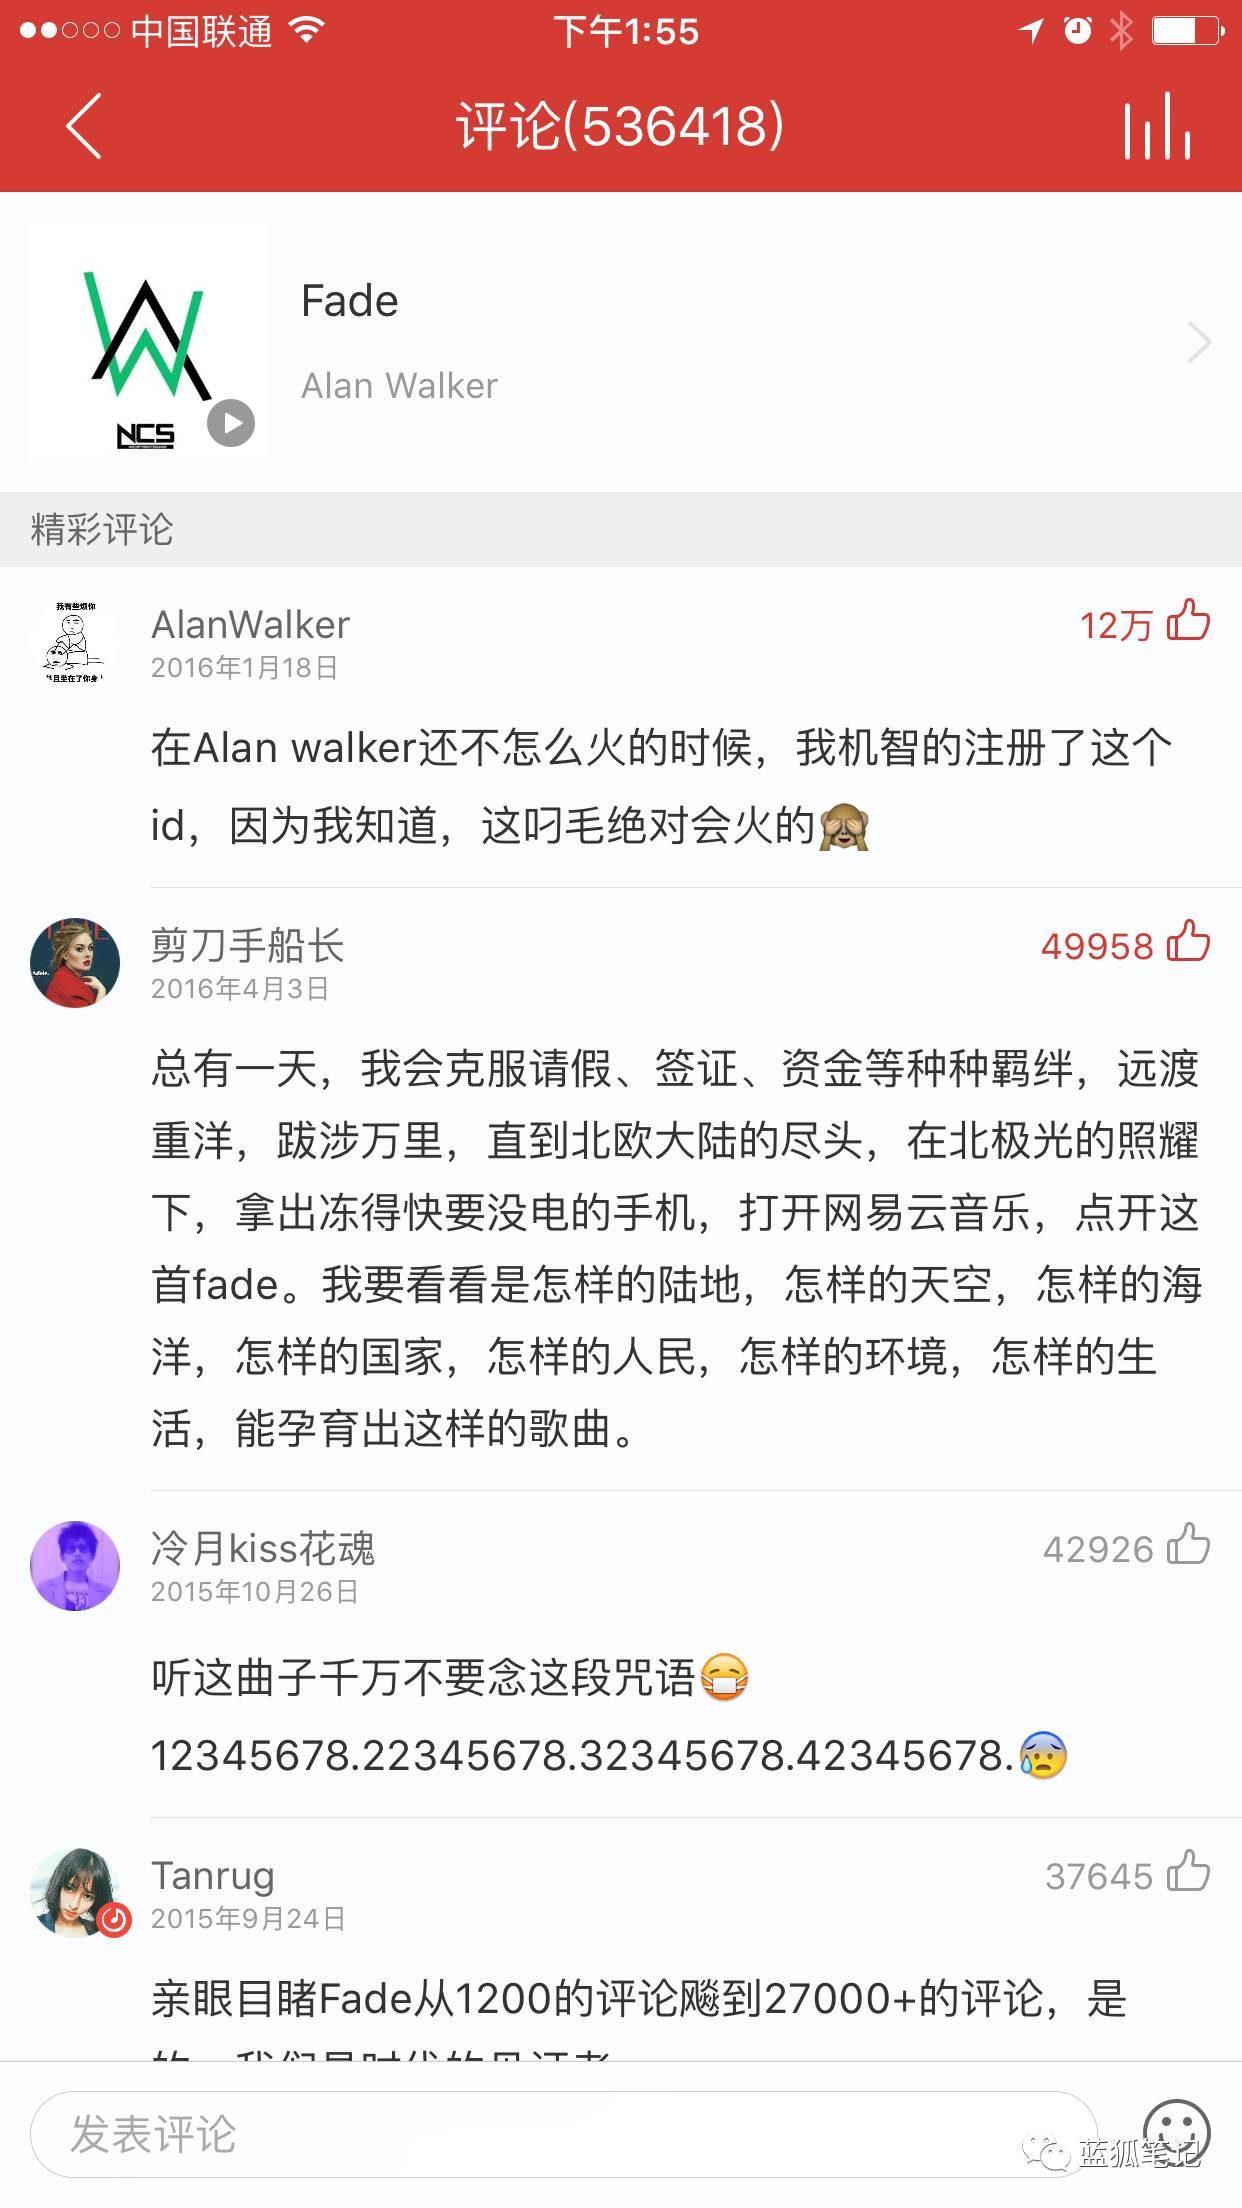 中国联通
下午1:55
评论(536418)
NCS
Fade
Alan Walker
精彩评论
我有些烦你
AlanWalker
12万
2016年1月18日
在Alan walker还不怎么火的时候，我机智的注册了这个
id，因为我知道，这叼毛绝对会火的🙈
剪刀手船长
49958
2016年4月3日
总有一天，我会克服请假、签证、资金等种种羁绊，远渡
重洋，跋涉万里，直到北欧大陆的尽头，在北极光的照耀
下，拿出冻得快要没电的手机，打开网易云音乐，点开这
首fade。我要看看是怎样的陆地，怎样的天空，怎样的海
洋，怎样的国家，怎样的人民，怎样的环境，怎样的生
活，能孕育出这样的歌曲。
冷月kiss花魂
42926
2015年10月26日
听这曲子千万不要念这段咒语😷
12345678.22345678.32345678.42345678.😰
Tanrug
37645
2015年9月24日
亲眼目睹Fade从1200的评论飚到27000+的评论，是
的，我们是时代的见证者
发表评论
蓝狐笔记